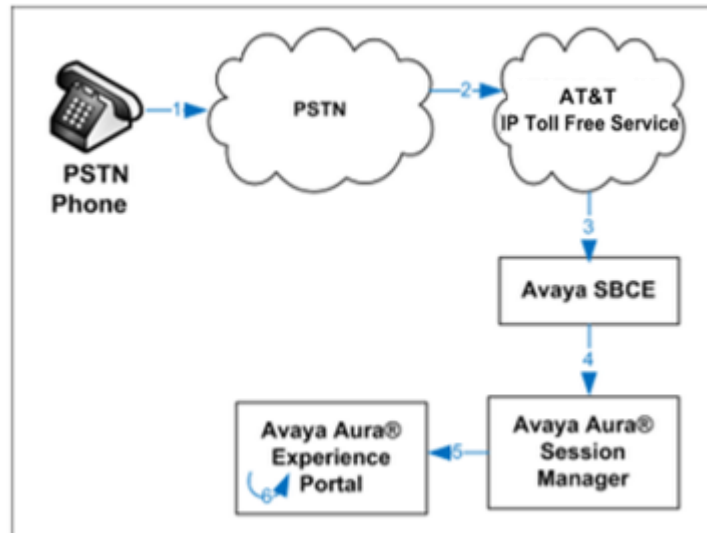 1
PSTN
2
AT&T
IP Toll Free Service
PSTN
Phone
3
Avaya SBCE
4
Avaya Aura®
Experience
Portal
6
5
Avaya Aura®
Session
Manager